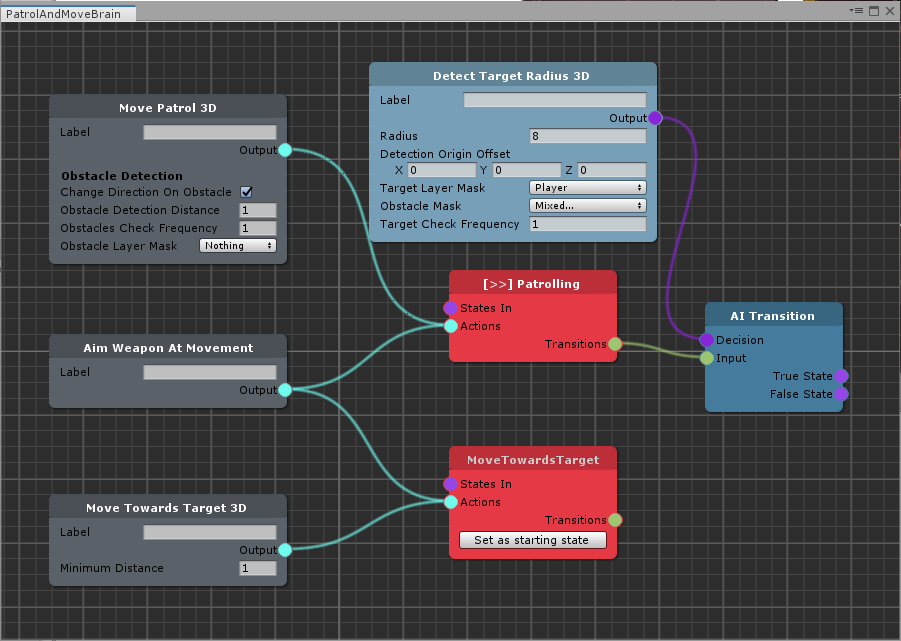 PatrolAndMoveBrain
Detect Target Radius 3D
Label
Output
Radius 8
Detection Origin Offset
X 0 Y 0 Z 0
Target Layer Mask Player
Obstacle Mask Mixed...
Target Check Frequency 1
Move Patrol 3D
Label
Output
Obstacle Detection
Change Direction On Obstacle
Obstacle Detection Distance 1
Obstacles Check Frequency 1
Obstacle Layer Mask Nothing
[>>] Patrolling
States In
Actions
Transitions
AI Transition
Decision
Input
True State
False State
Aim Weapon At Movement
Label
Output
MoveTowardsTarget
States In
Actions
Transitions
Set as starting state
Move Towards Target 3D
Label
Output
Minimum Distance 1